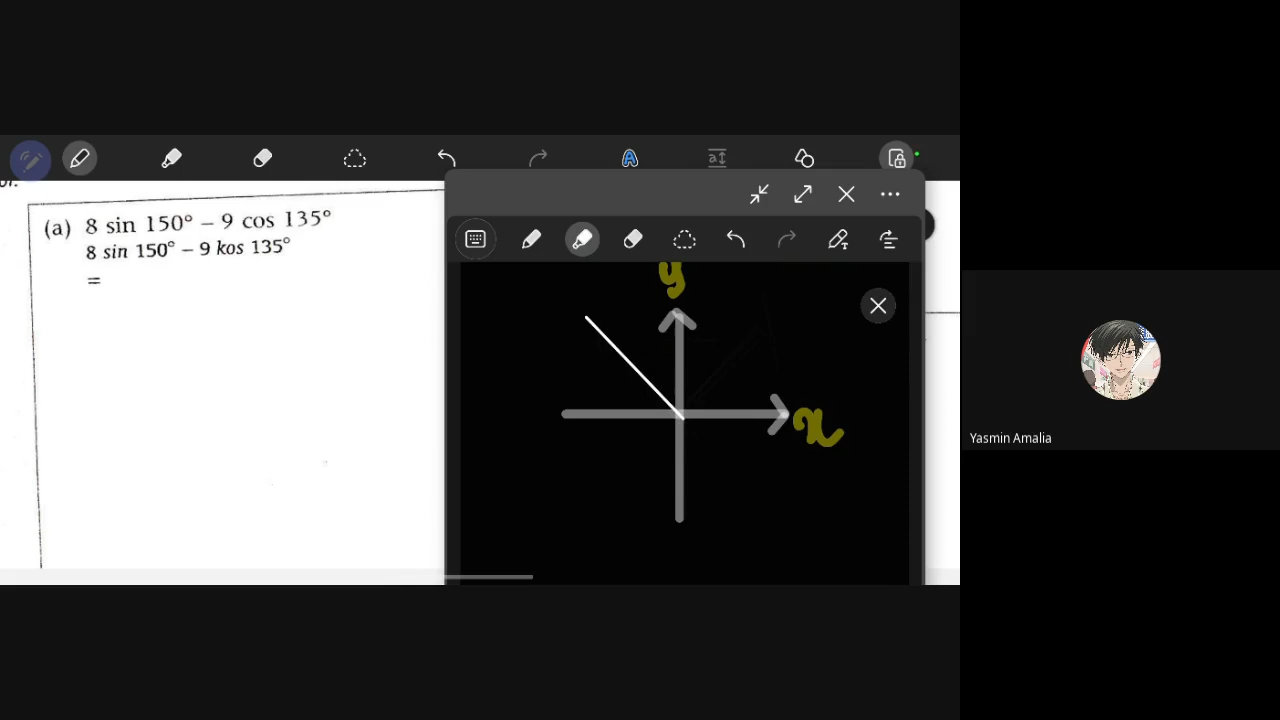 (a) 8 sin 150° – 9 cos 135°
8 sin 150° – 9 kos 135°
=
y
x
Yasmin Amalia